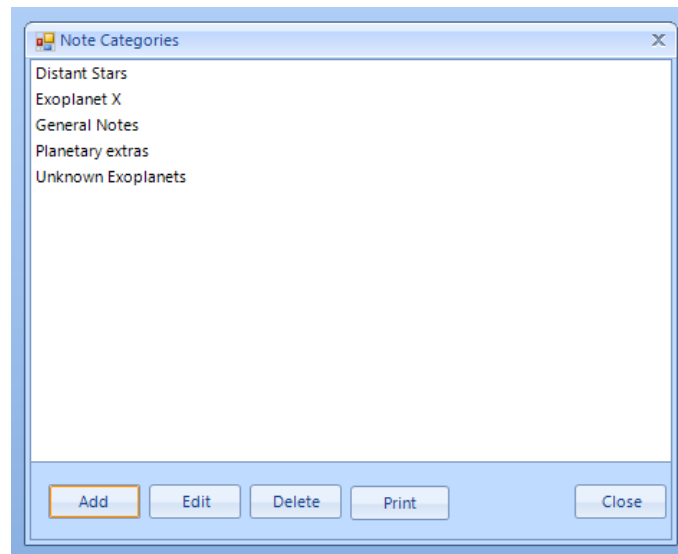 Note Categories X
Distant Stars
Exoplanet X
General Notes
Planetary extras
Unknown Exoplanets
Add Edit Delete Print Close